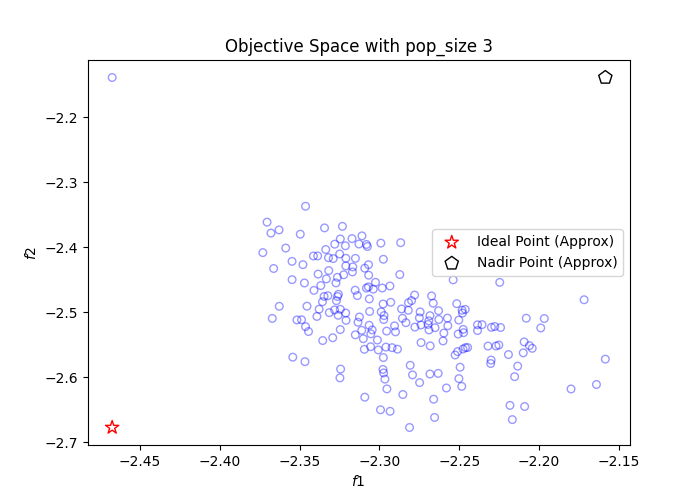 Objective Space with pop_size 3
f2
−2.2
−2.3
−2.4
−2.5
−2.6
−2.7
Ideal Point (Approx)
Nadir Point (Approx)
−2.45
−2.40
−2.35
−2.30
−2.25
−2.20
−2.15
f1